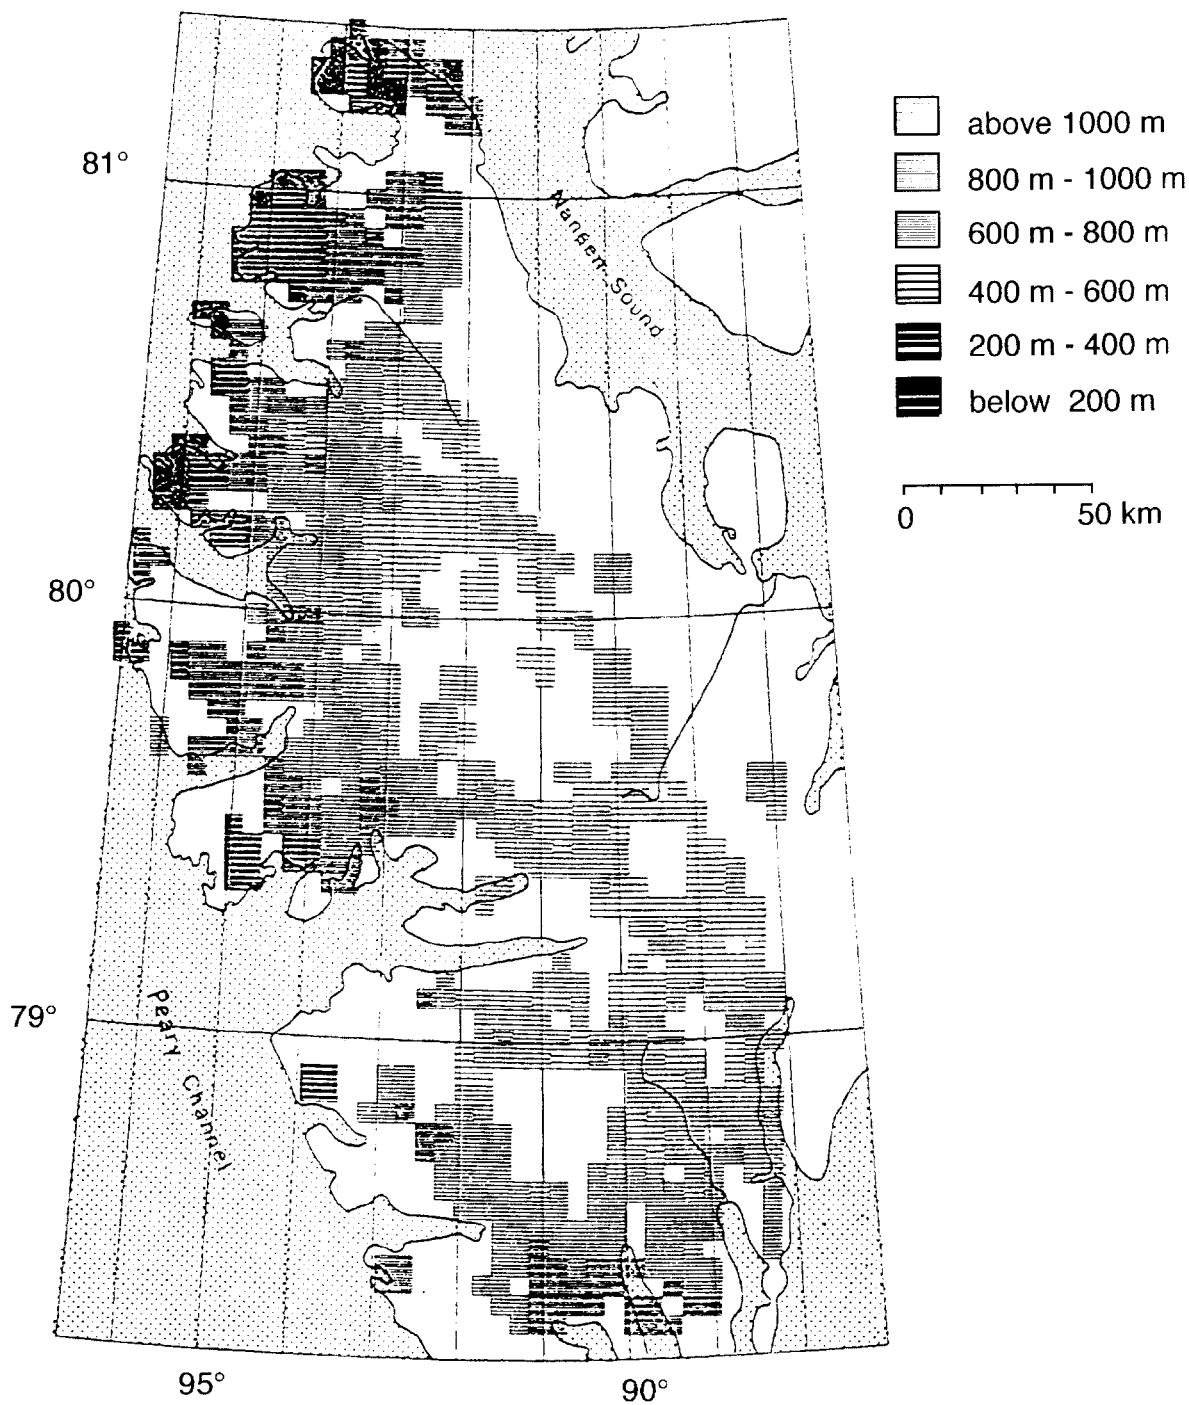 above 1000 m
81°
800 m - 1000 m
600 m - 800 m
Nansen Sound
400 m - 600 m
200 m - 400 m
below 200 m
0 50 km
80°
79°
Peary Channel
95° 90°